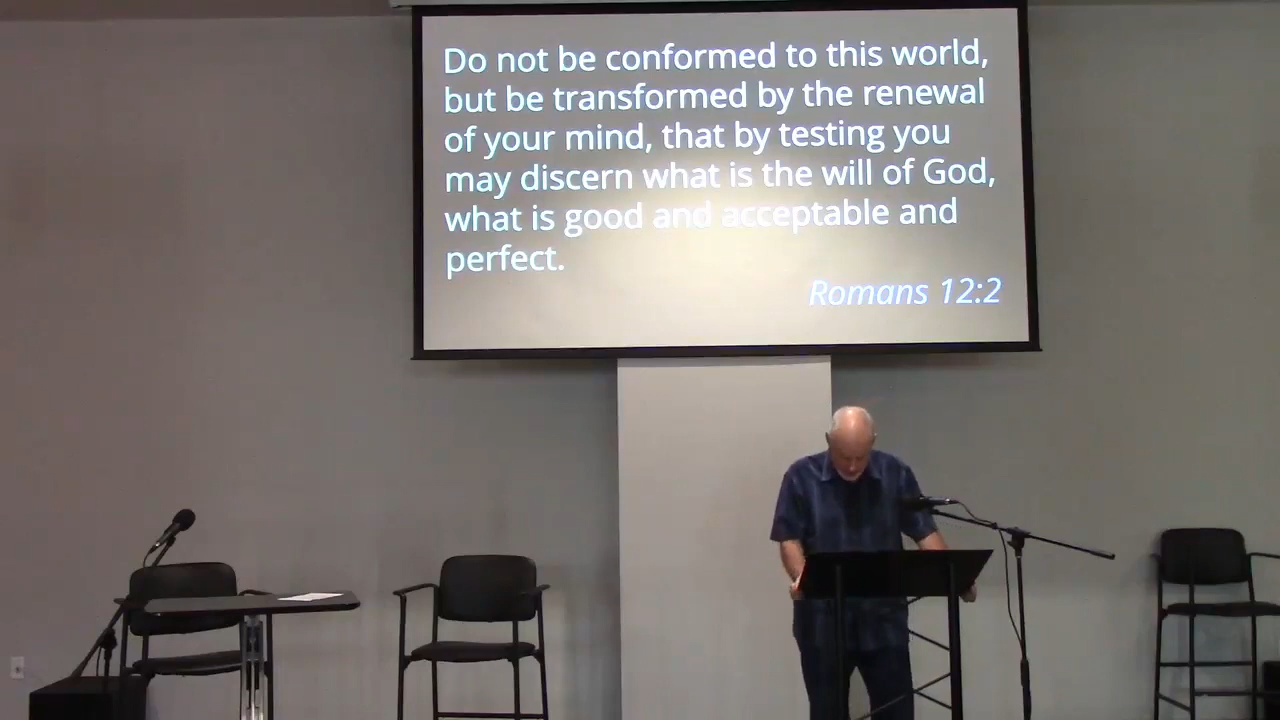 Do not be conformed to this world,
but be transformed by the renewal
of your mind, that by testing you
may discern what is the will of God,
what is good and acceptable and
perfect.
Romans 12:2